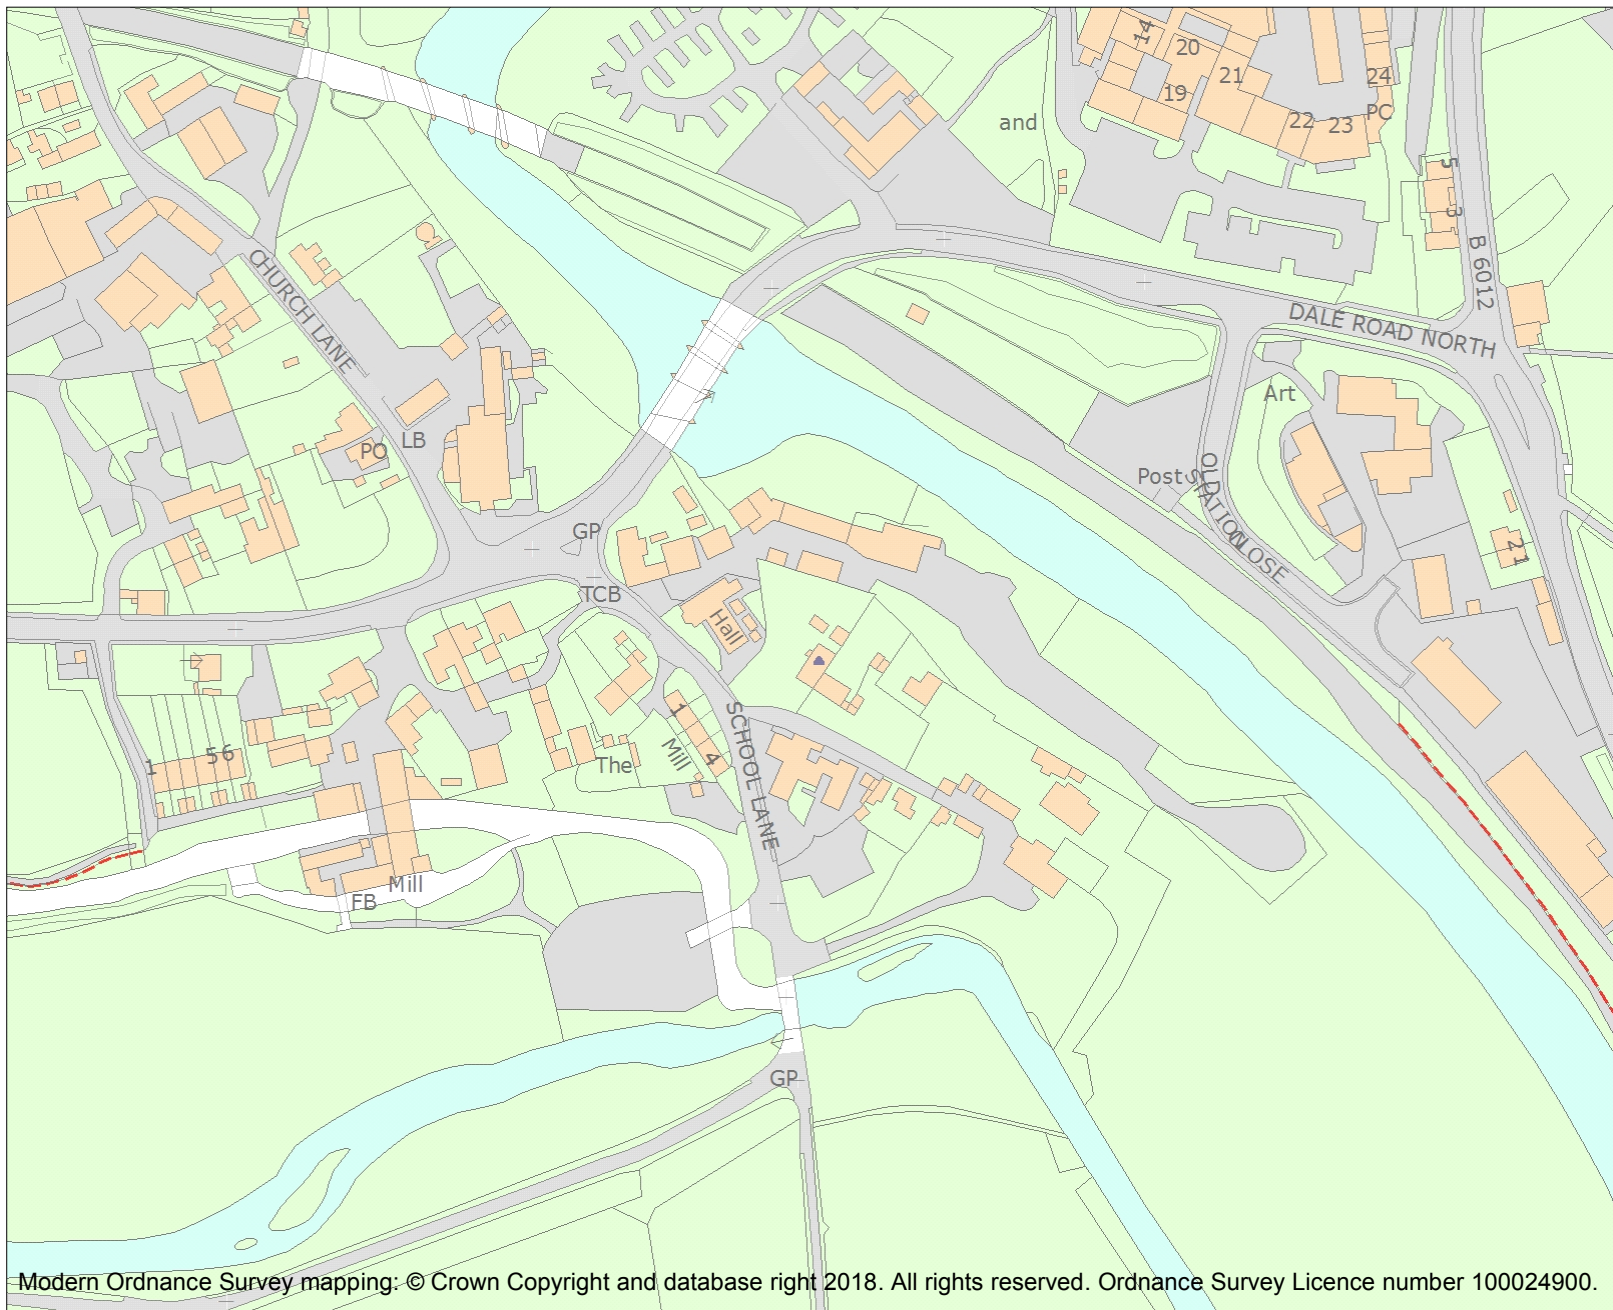 14
20
21
24
and
19
PC
22
23
5
3
B 6012
CHURCH LANE
DALE ROAD NORTH
Art
LB
PO
Post
OLD
STATION
CLOSE
GP
21
TCB
Hall
SCHOOL LANE
1
Mill
4
1
5
6
The
Mill
FB
GP
Modern Ordnance Survey mapping: © Crown Copyright and database right 2018. All rights reserved. Ordnance Survey Licence number 100024900.